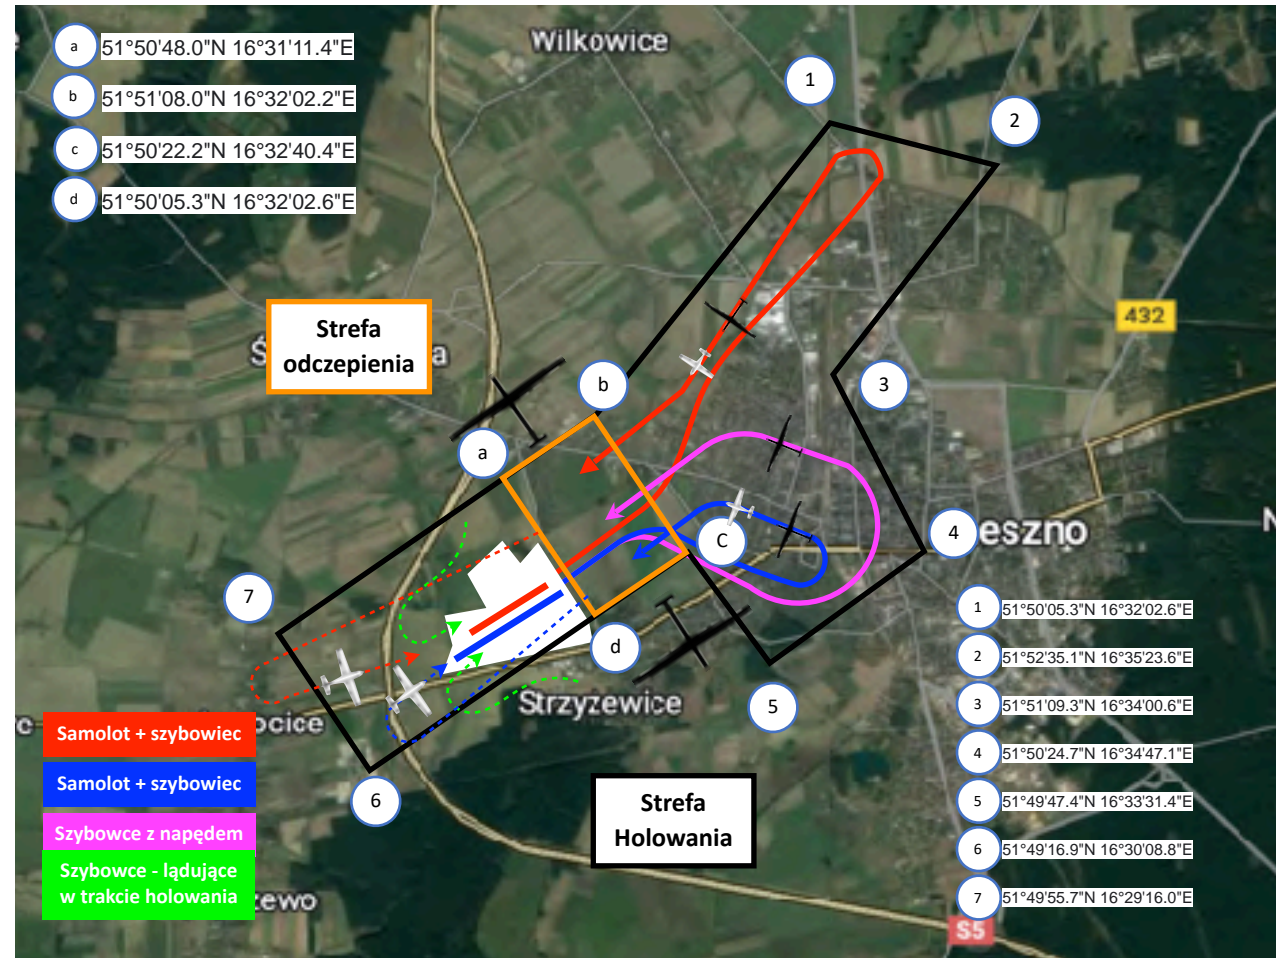 a 51°50'48.0"N 16°31'11.4"E
b 51°51'08.0"N 16°32'02.2"E
c 51°50'22.2"N 16°32'40.4"E
d 51°50'05.3"N 16°32'02.6"E
Wilkowice
1
2
432
Strefa
odczepienia
b
3
a
C
4
eszno
7
d
5
Strzyżewice
ocice
6
Samolot + szybowiec
Samolot + szybowiec
Szybowce z napędem
Szybowce - lądujące
w trakcie holowania
zewo
Strefa
Holowania
1 51°50'05.3"N 16°32'02.6"E
2 51°52'35.1"N 16°35'23.6"E
3 51°51'09.3"N 16°34'00.6"E
4 51°50'24.7"N 16°34'47.1"E
5 51°49'47.4"N 16°33'31.4"E
6 51°49'16.9"N 16°30'08.8"E
7 51°49'55.7"N 16°29'16.0"E
S5